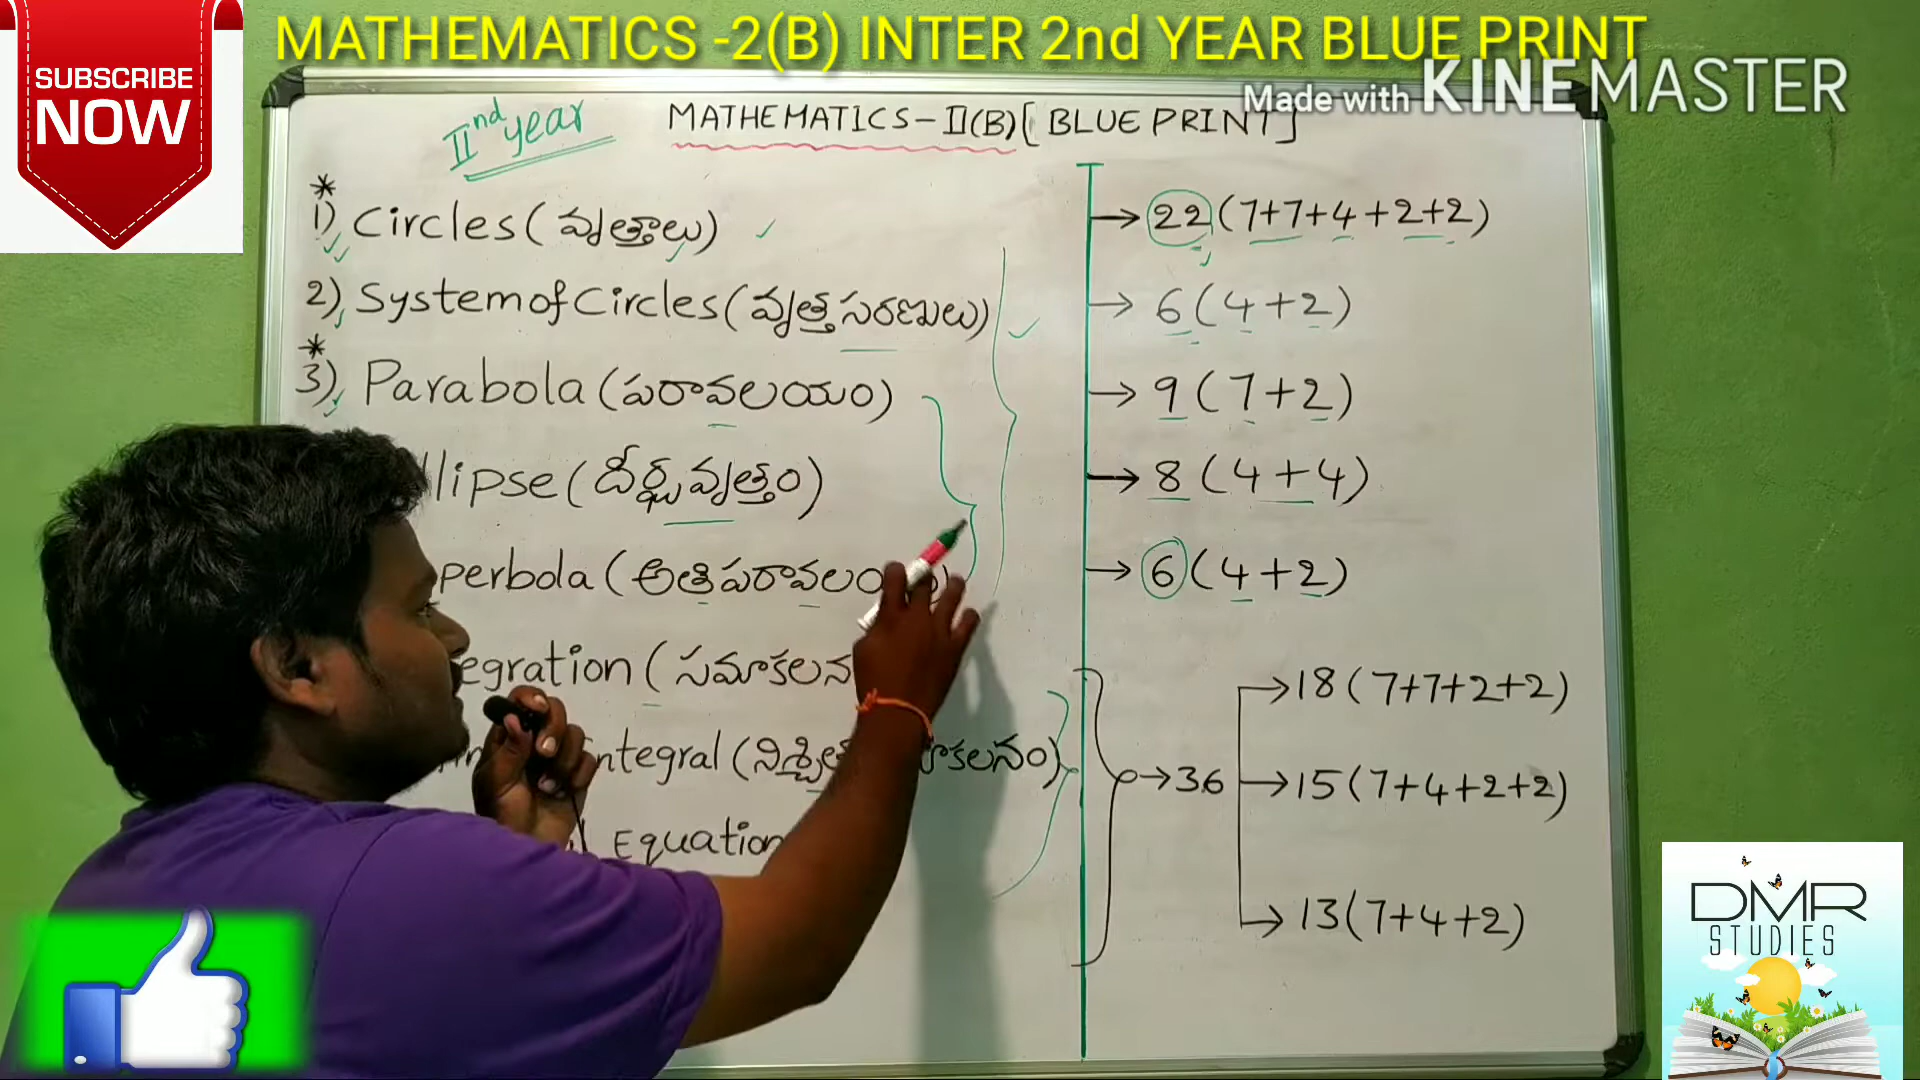 MATHEMATICS -2(B) INTER 2nd YEAR BLUE PRINT
SUBSCRIBE
NOW
Made with KINEMASTER
IInd year
MATHEMATICS-II(B)[BLUE PRINT]
*
1) Circles (వృత్తాలు) → 22 (7+7+4+2+2)
2) System of Circles (వృత్త సరణులు) → 6 (4+2)
*
3) Parabola (పరావలయం) → 9 (7+2)
llipse (దీర్ఘవృత్తం) → 8 (4+4)
perbola (అతిపరావలయం) → 6 (4+2)
egration (సమాకలన
→ 18 (7+7+2+2)
ntegral (నిశ్చిత కలనం) → 36 → 15 (7+4+2+2)
l Equation
→ 13 (7+4+2)
DMR
STUDIES